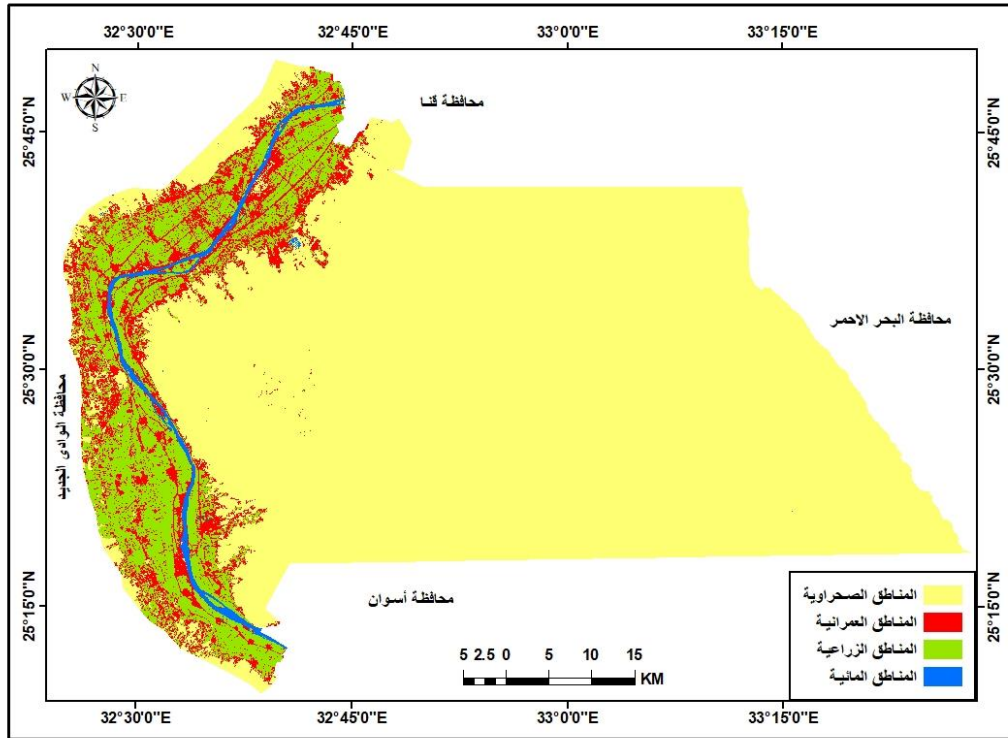 32°30'0"E 32°45'0"E 33°0'0"E 33°15'0"E
N
W E
S
محافظة قنا
25°45'0"N 25°45'0"N
محافظة البحر الاحمر
25°30'0"N 25°30'0"N
محافظة الوادى الجديد
محافظة أسوان
25°15'0"N 25°15'0"N
المناطق الصحراوية
المناطق العمرانية
المناطق الزراعية
المناطق المائية
5 2.5 0 5 10 15
KM
32°30'0"E 32°45'0"E 33°0'0"E 33°15'0"E